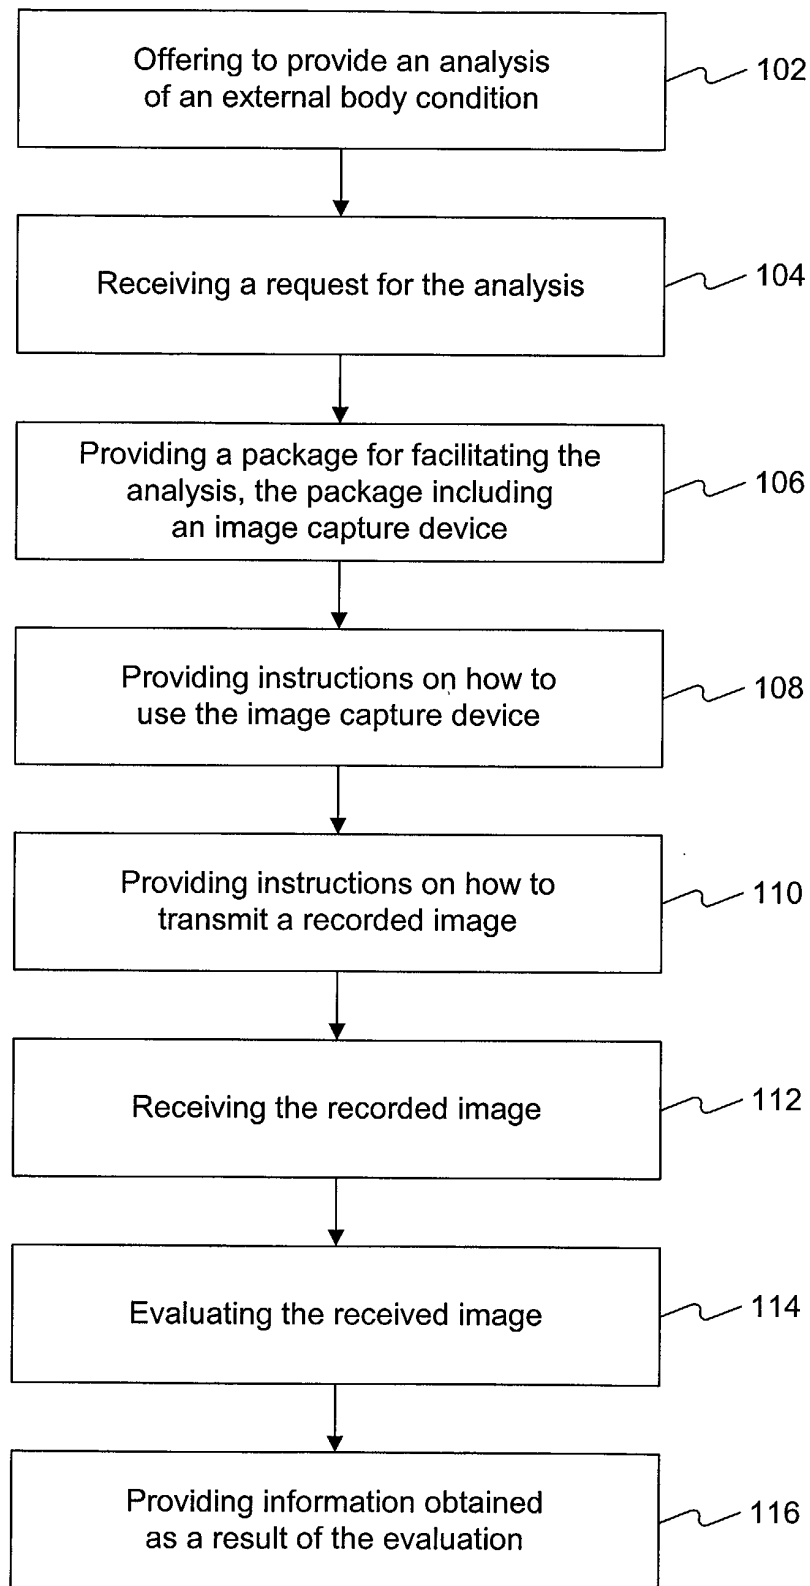 Offering to provide an analysis
of an external body condition
102
Receiving a request for the analysis
104
Providing a package for facilitating the
analysis, the package including
an image capture device
106
Providing instructions on how to
use the image capture device
108
Providing instructions on how to
transmit a recorded image
110
Receiving the recorded image
112
Evaluating the received image
114
Providing information obtained
as a result of the evaluation
116